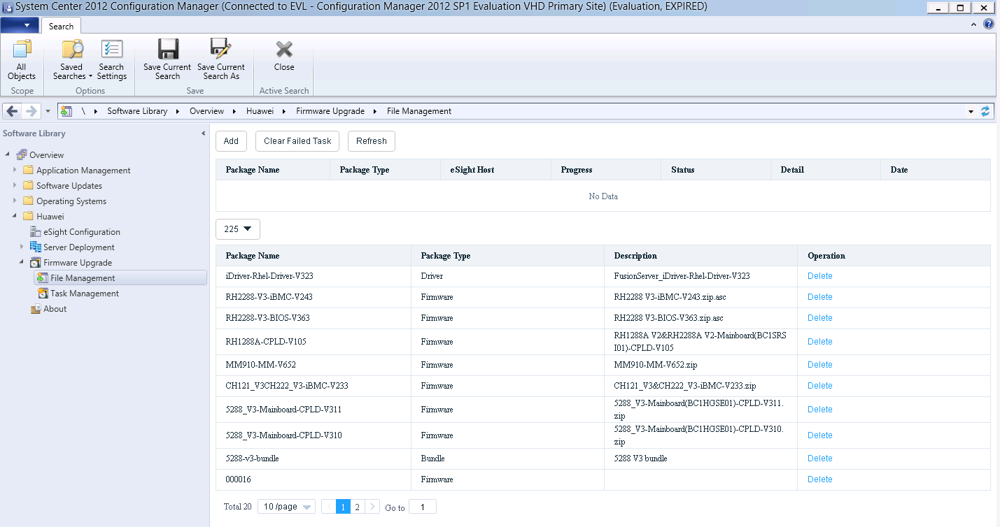 System Center 2012 Configuration Manager (Connected to EVL - Configuration Manager 2012 SP1 Evaluation VHD Primary Site) (Evaluation, EXPIRED)
Search
All Objects
Saved Searches
Search Settings
Save Current Search
Save Current Search As
Close
Scope
Options
Save
Active Search
\ Software Library Overview Huawei Firmware Upgrade File Management
Software Library
Overview
Application Management
Software Updates
Operating Systems
Huawei
eSight Configuration
Server Deployment
Firmware Upgrade
File Management
Task Management
About
Add Clear Failed Task Refresh
Package Name Package Type eSight Host Progress Status Detail Date
No Data
225
Package Name Package Type Description Operation
iDriver-Rhel-Driver-V323 Driver FusionServer_iDriver-Rhel-Driver-V323 Delete
RH2288-V3-iBMC-V243 Firmware RH2288 V3-iBMC-V243.zip.asc Delete
RH2288-V3-BIOS-V363 Firmware RH2288 V3-BIOS-V363.zip.asc Delete
RH1288A-CPLD-V105 Firmware RH1288A V2&RH2288A V2-Mainboard(BC1SRS
I01)-CPLD-V105 Delete
MM910-MM-V652 Firmware MM910-MM-V652.zip Delete
CH121_V3CH222_V3-iBMC-V233 Firmware CH121_V3&CH222_V3-iBMC-V233.zip Delete
5288_V3-Mainboard-CPLD-V311 Firmware 5288_V3-Mainboard(BC1HGSE01)-CPLD-V311.
zip Delete
5288_V3-Mainboard-CPLD-V310 Firmware 5288_V3-Mainboard(BC1HGSE01)-CPLD-V310.
zip Delete
5288-v3-bundle Bundle 5288 V3 bundle Delete
000016 Firmware Delete
Total 20 10 /page 1 2 Go to 1